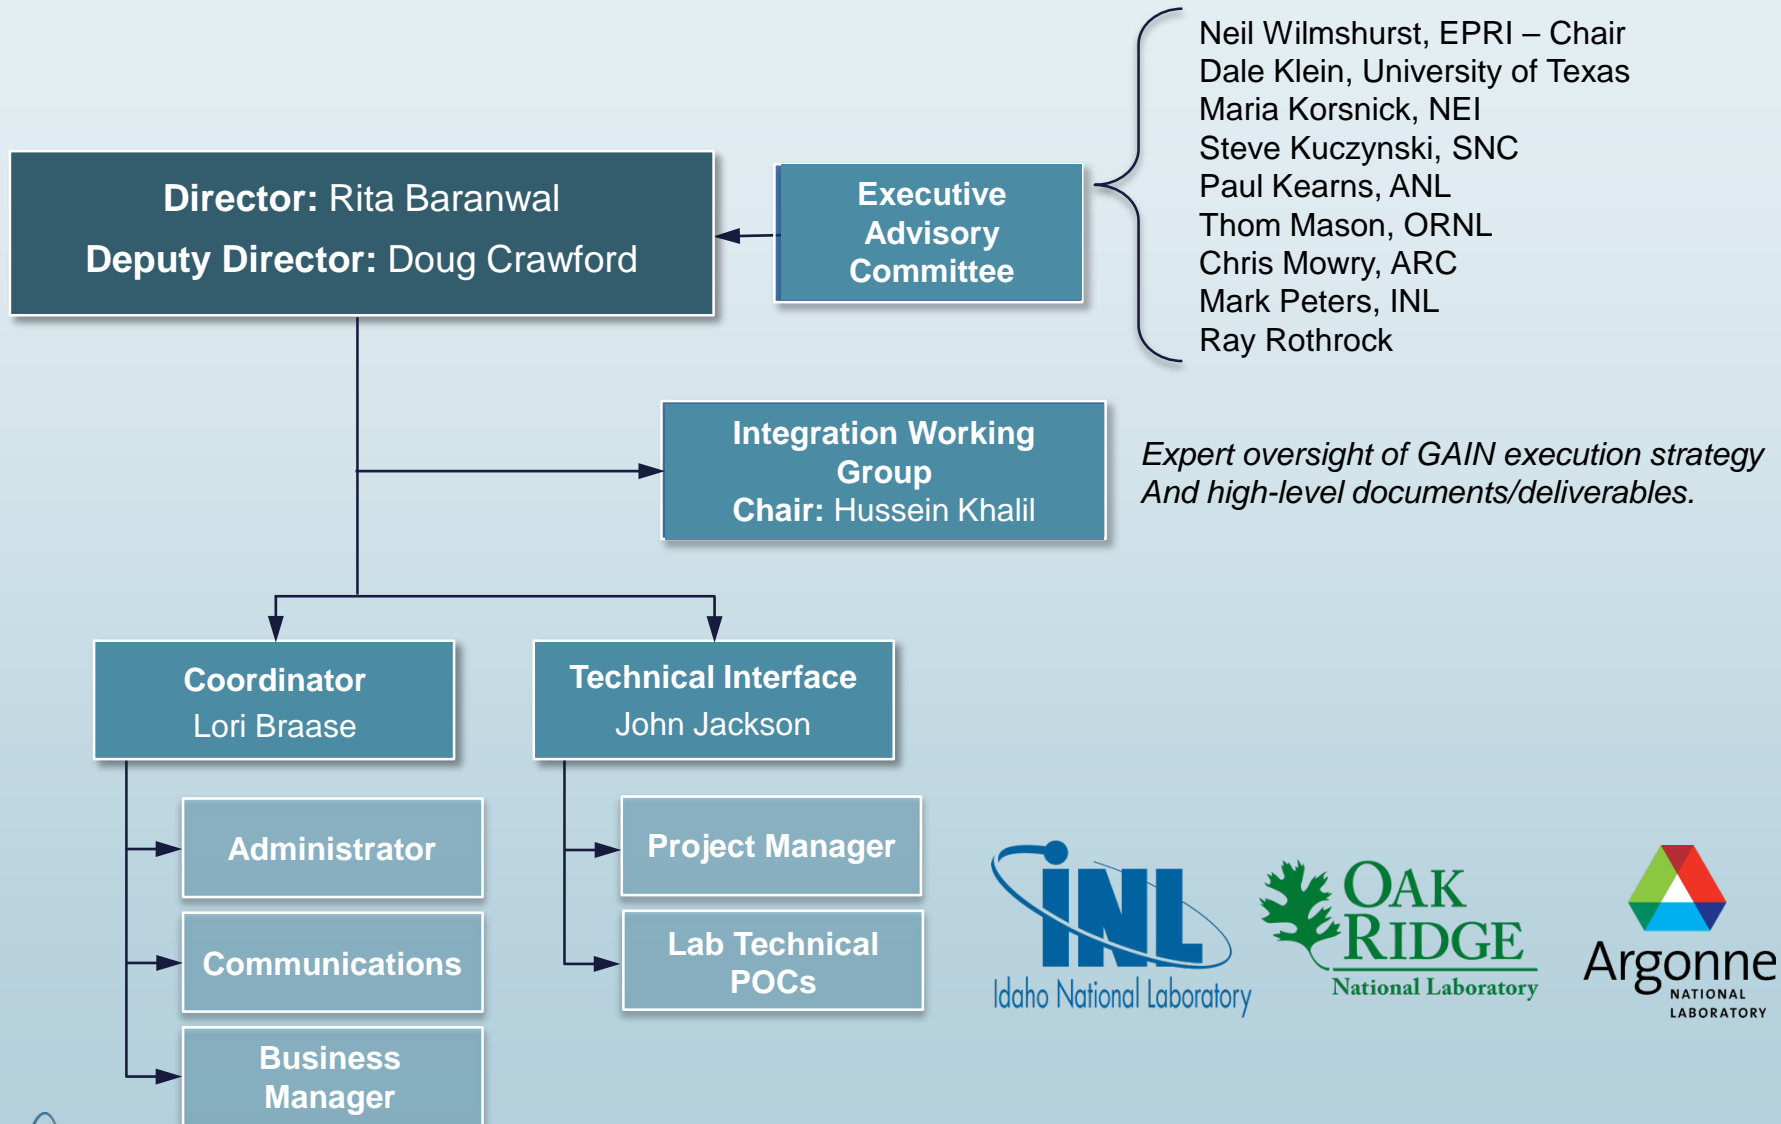 Neil Wilmshurst, EPRI – Chair
Dale Klein, University of Texas
Maria Korsnick, NEI
Steve Kuczynski, SNC
Paul Kearns, ANL
Thom Mason, ORNL
Chris Mowry, ARC
Mark Peters, INL
Ray Rothrock
Director: Rita Baranwal
Deputy Director: Doug Crawford
Executive
Advisory
Committee
Integration Working
Group
Chair: Hussein Khalil
Expert oversight of GAIN execution strategy
And high-level documents/deliverables.
Coordinator
Lori Braase
Technical Interface
John Jackson
Administrator
Communications
Business
Manager
Project Manager
Lab Technical
POCs
INL
Idaho National Laboratory
OAK
RIDGE
National Laboratory
Argonne
NATIONAL
LABORATORY